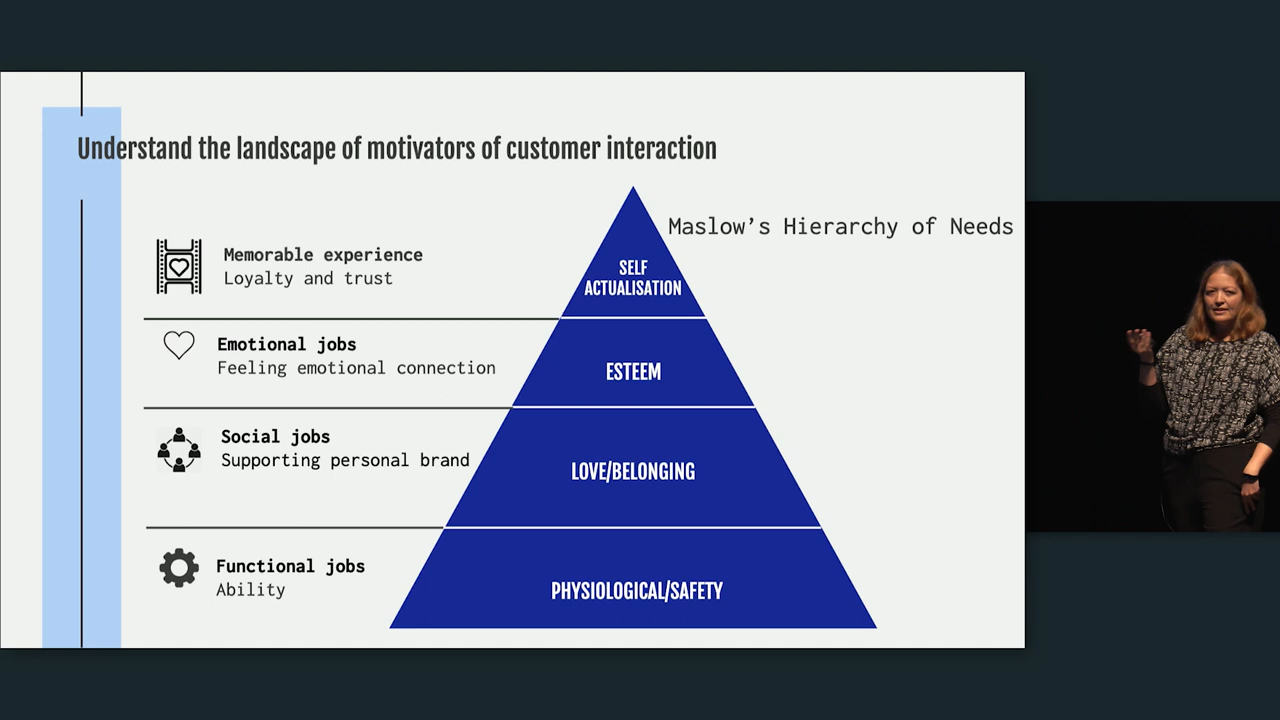 Understand the landscape of motivators of customer interaction
Maslow's Hierarchy of Needs
Memorable experience
Loyalty and trust
SELF
ACTUALISATION
Emotional jobs
Feeling emotional connection
ESTEEM
Social jobs
Supporting personal brand
LOVE/BELONGING
Functional jobs
Ability
PHYSIOLOGICAL/SAFETY